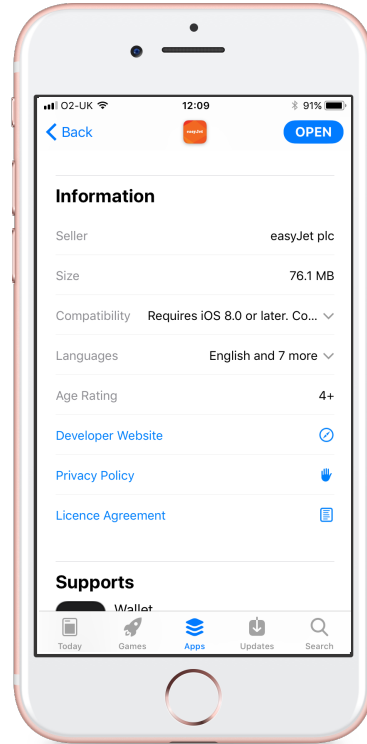 O2-UK 12:09 91%
Back easyJet OPEN
Information
Seller easyJet plc
Size 76.1 MB
Compatibility Requires iOS 8.0 or later. Co...
Languages English and 7 more
Age Rating 4+
Developer Website
Privacy Policy
Licence Agreement
Supports
Wallet
Today Games Apps Updates Search